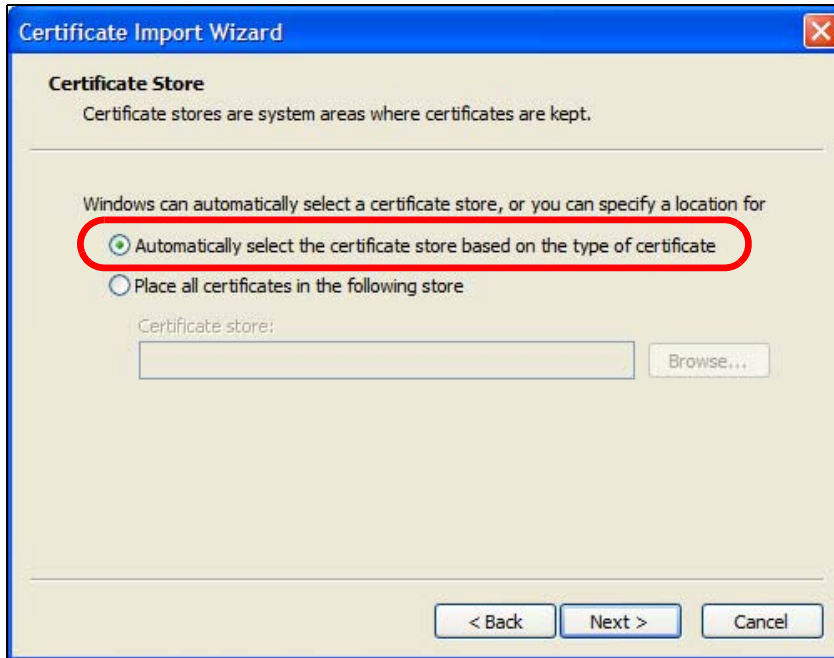 Certificate Import Wizard
Certificate Store
Certificate stores are system areas where certificates are kept.
Windows can automatically select a certificate store, or you can specify a location for
Automatically select the certificate store based on the type of certificate
Place all certificates in the following store
Certificate store:
Browse...
< Back
Next >
Cancel